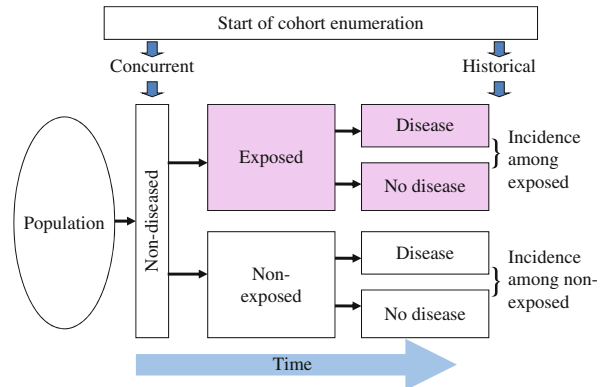 Start of cohort enumeration
Concurrent
Historical
Population
Non-diseased
Exposed
Disease
No disease
Incidence
among
exposed
Non-
exposed
Disease
No disease
Incidence
among non-
exposed
Time